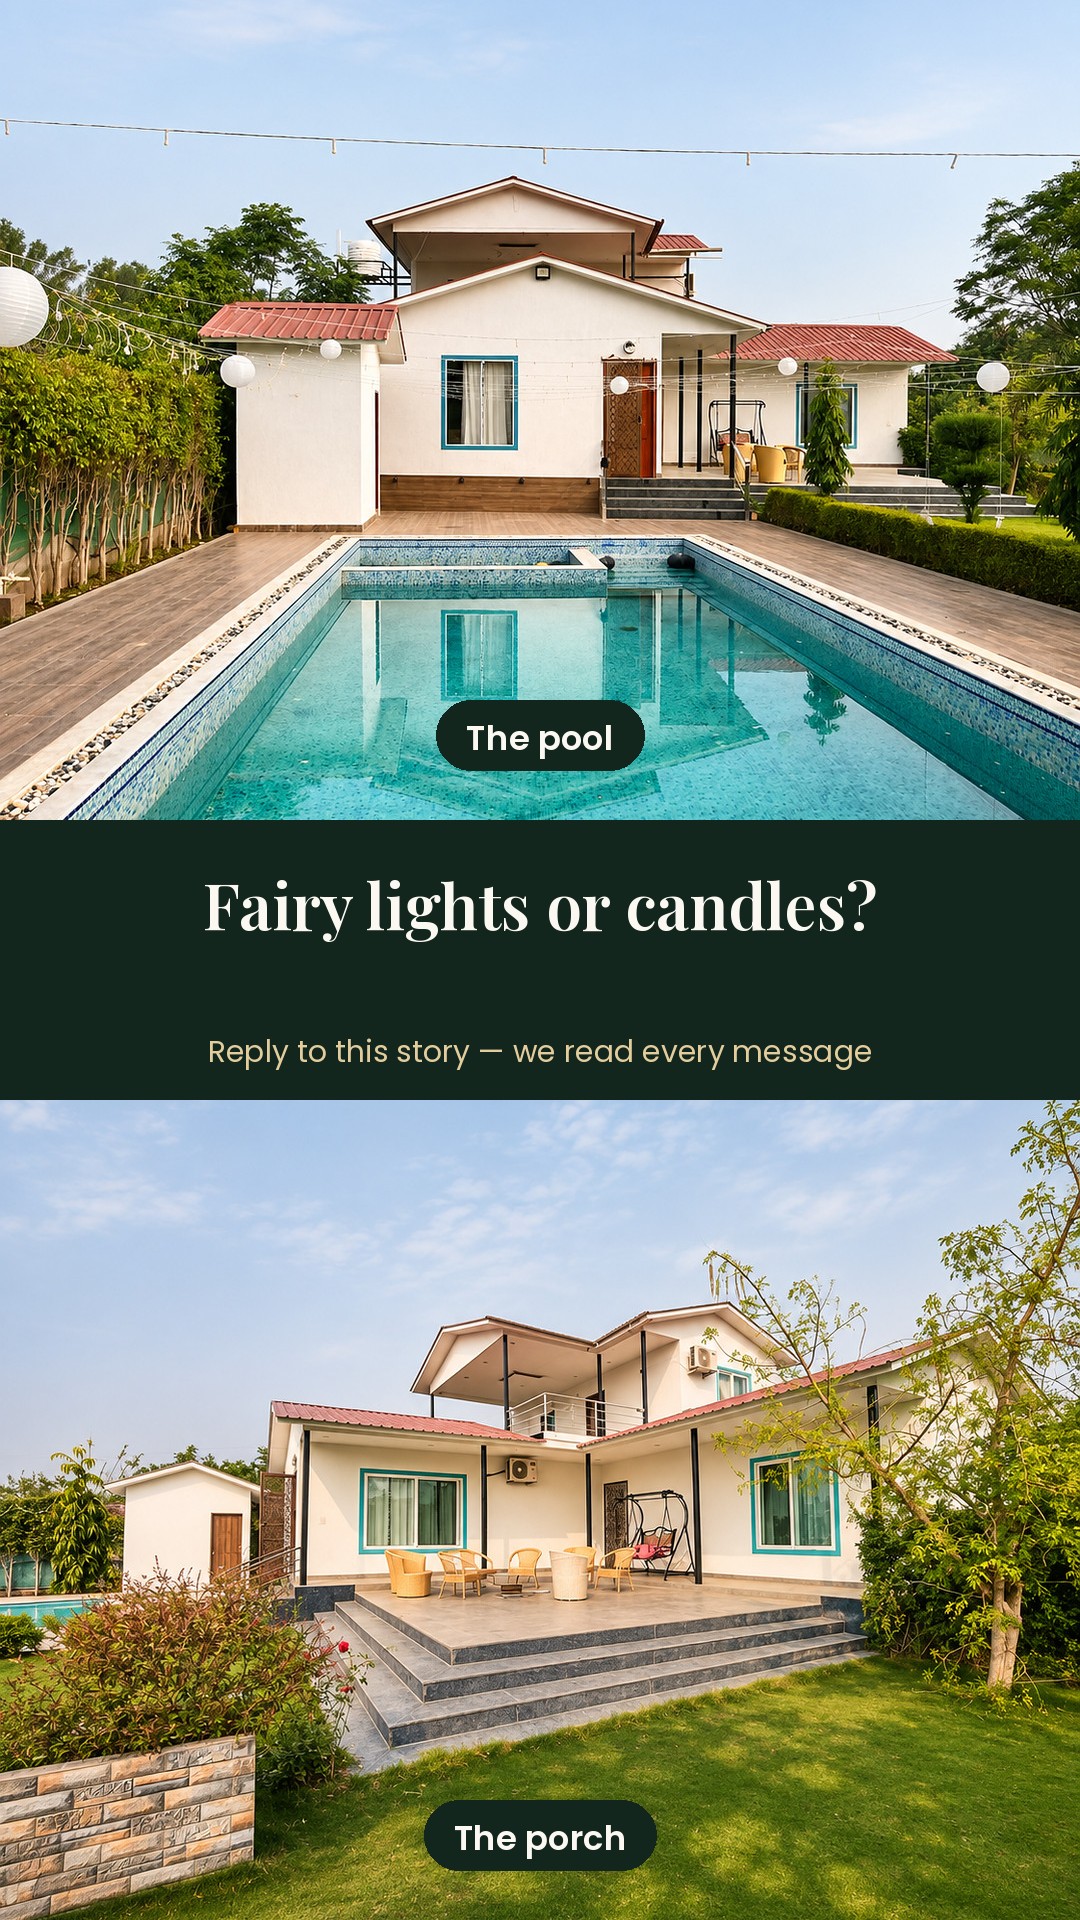 The pool
Fairy lights or candles?
Reply to this story — we read every message
The porch